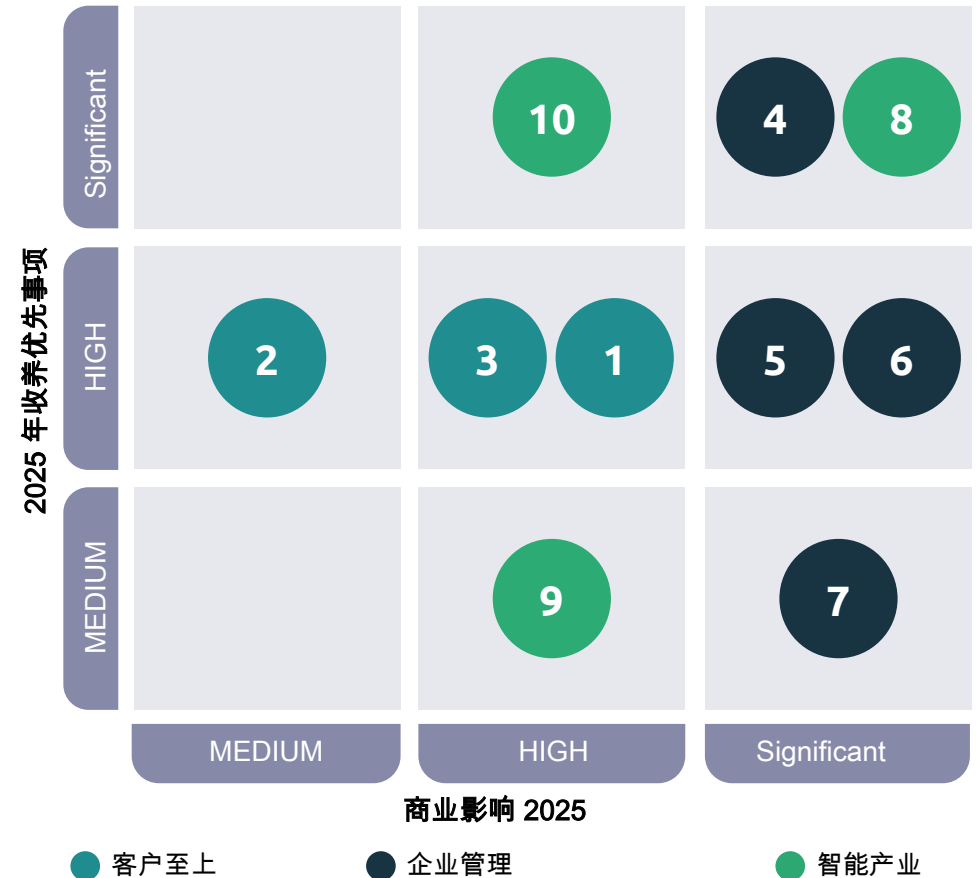 Significant
10
4
8
2025 年收养优先事项
HIGH
2
3
1
5
6
MEDIUM
9
7
MEDIUM
HIGH
Significant
商业影响 2025
客户至上
企业管理
智能产业